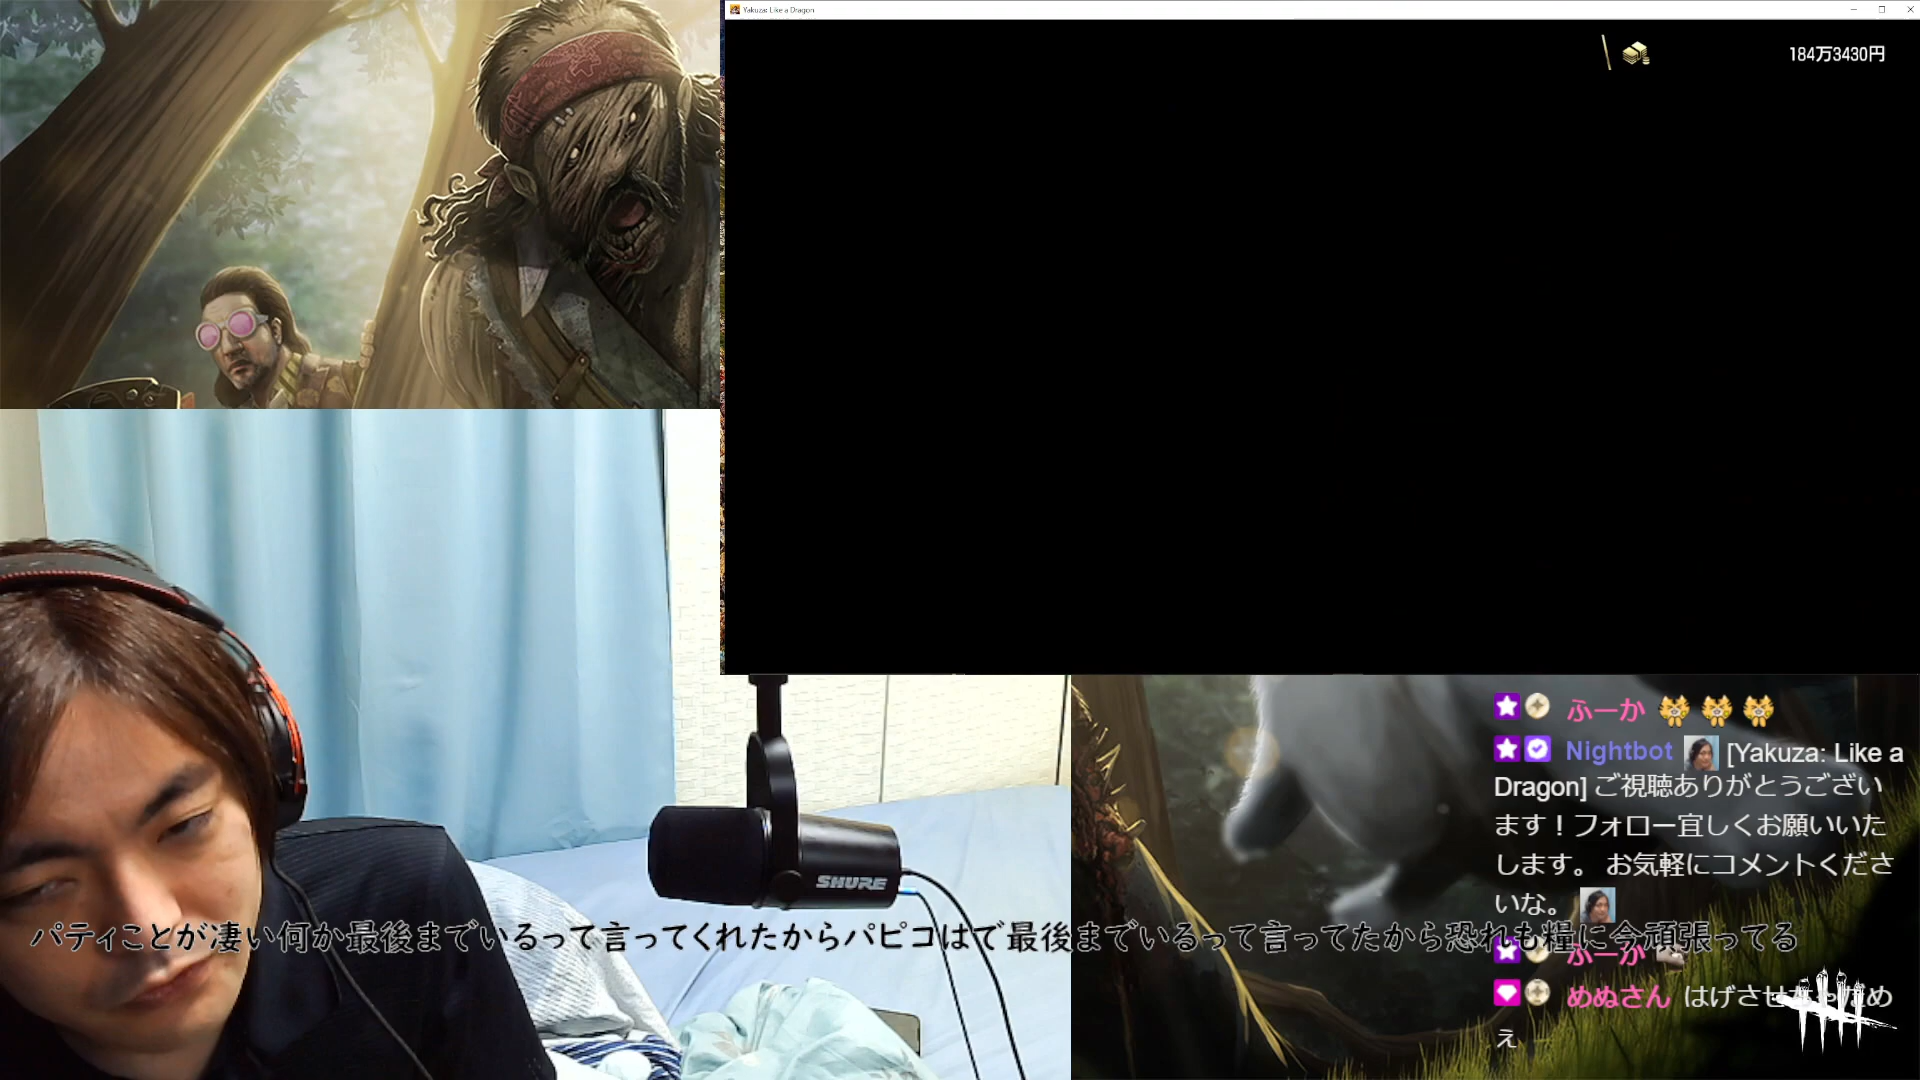 Yakuza: Like a Dragon
184万3430円
ふーか
Nightbot [Yakuza: Like a
Dragon] ご視聴ありがとうござい
ます！フォロー宜しくお願いいた
します。 お気軽にコメントくださ
いな。
パティことが凄い何か最後までいるって言ってくれたからパピコはで最後までいるって言ってたから恐れも糧に今頑張ってる
ふーか
めぬさん はげさせ
え
SHURE